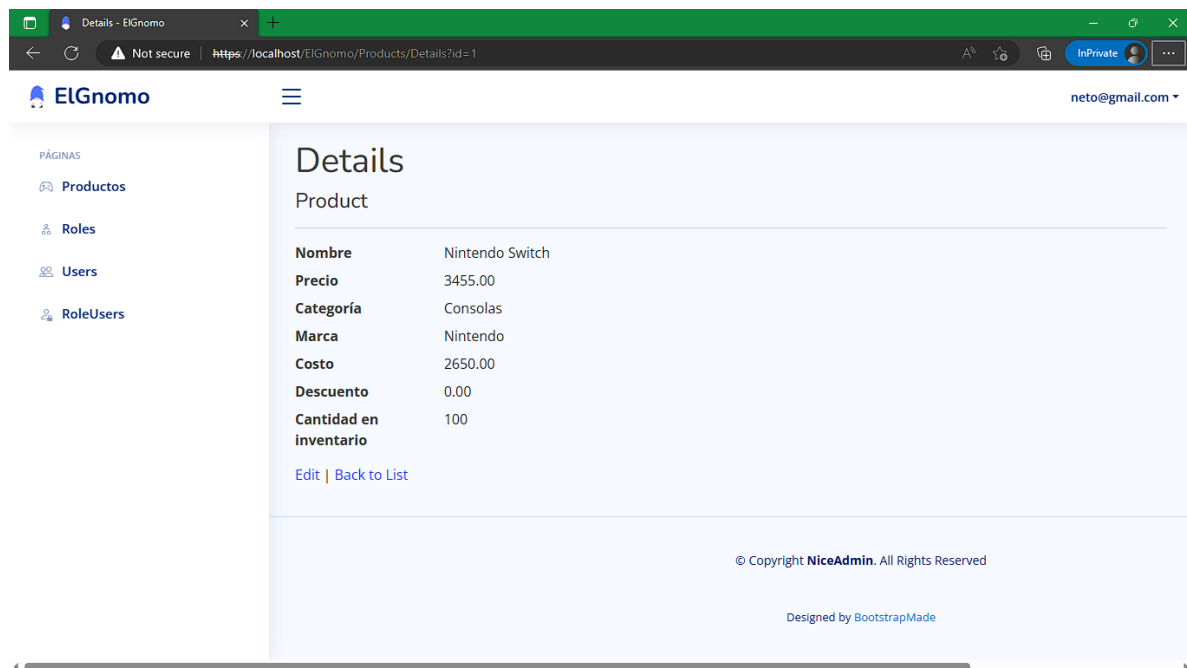 Details - ElGnomo
Not secure
https://localhost/ElGnomo/Products/Details?id=1
InPrivate
ElGnomo
neto@gmail.com
PÁGINAS
Productos
Roles
Users
RoleUsers
Details
Product
Nombre Nintendo Switch
Precio 3455.00
Categoría Consolas
Marca Nintendo
Costo 2650.00
Descuento 0.00
Cantidad en 100
inventario
Edit | Back to List
© Copyright NiceAdmin. All Rights Reserved
Designed by BootstrapMade